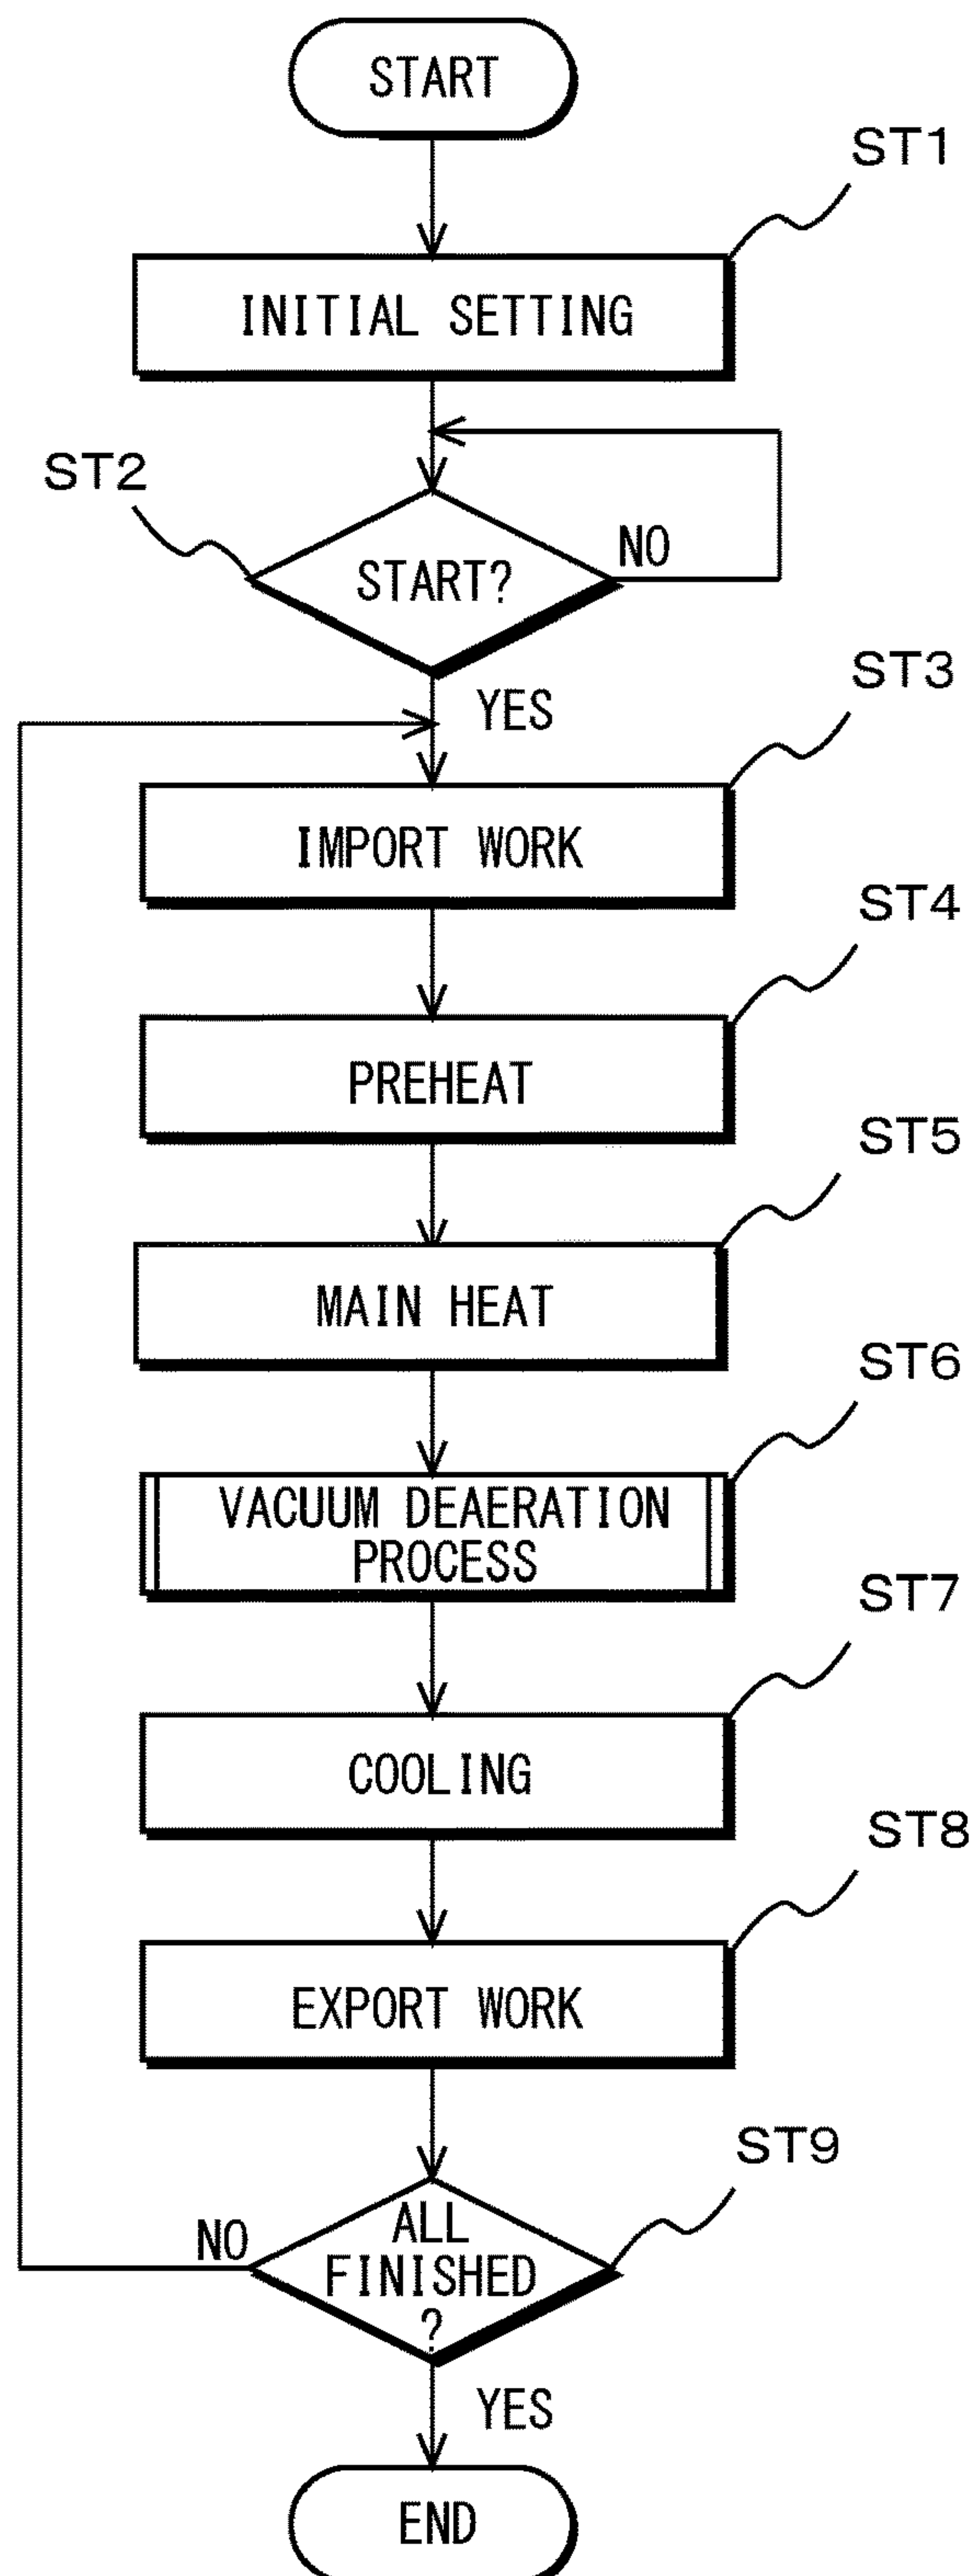 START
ST1
INITIAL SETTING
ST2
NO
START?
YES
ST3
IMPORT WORK
ST4
PREHEAT
ST5
MAIN HEAT
ST6
VACUUM DEAERATION
PROCESS
ST7
COOLING
ST8
EXPORT WORK
ST9
NO
ALL
FINISHED
?
YES
END